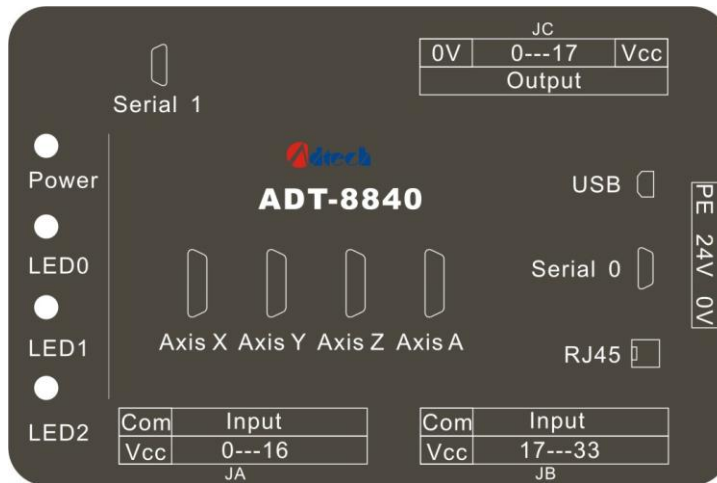 JC
0V 0---17 Vcc
Output
Serial 1
Adtech
ADT-8840
Power
LED0
LED1
LED2
USB
Serial 0
RJ45
PE 24V 0V
Axis X Axis Y Axis Z Axis A
Com Input
Vcc 0---16
JA
Com Input
Vcc 17---33
JB